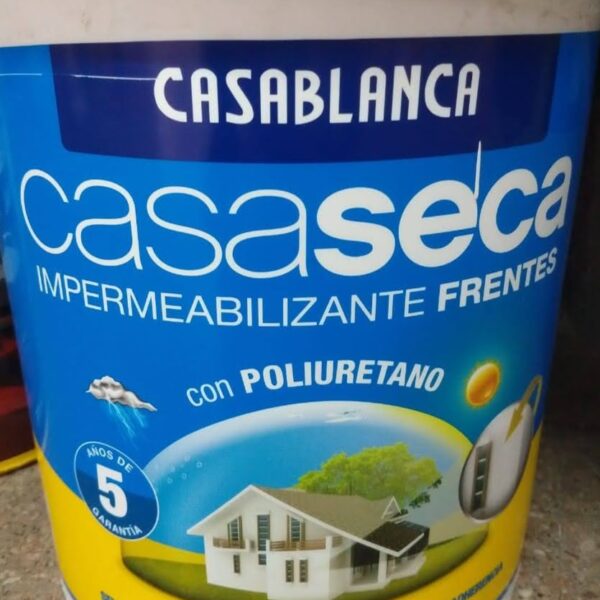 CASABLANCA
casaseca
IMPERMEABILIZANTE FRENTES
con POLIURETANO
AÑOS DE
5
GARANTÍA